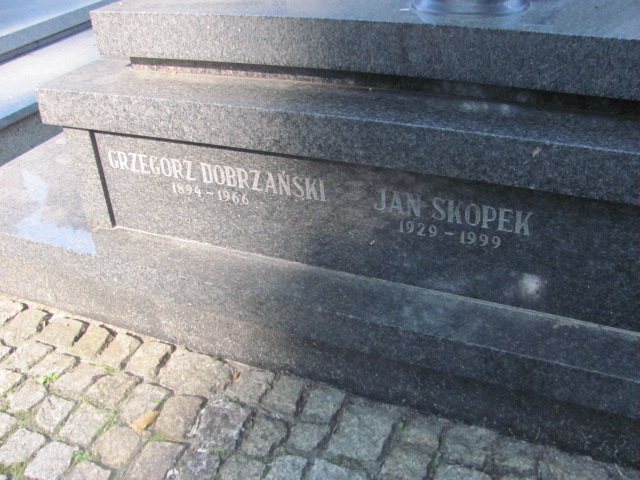 GRZEGORZ DOBRZAŃSKI
1894-1966
JAN SKOPEK
1929-1999